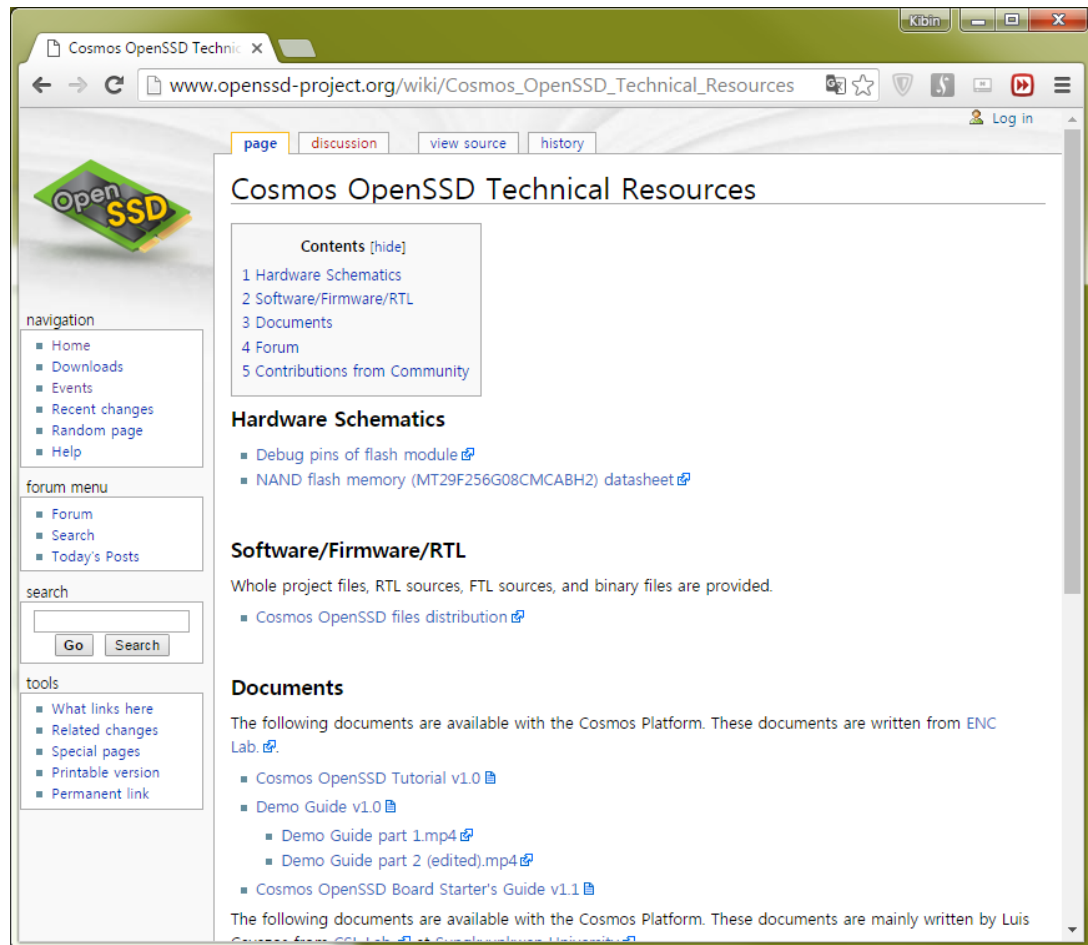 Kibin
Cosmos OpenSSD Technic
www.openssd-project.org/wiki/Cosmos_OpenSSD_Technical_Resources
Log in
page discussion view source history
Open
SSD
Cosmos OpenSSD Technical Resources
Contents [hide]
1 Hardware Schematics
2 Software/Firmware/RTL
3 Documents
4 Forum
5 Contributions from Community
navigation
Home
Downloads
Events
Recent changes
Random page
Help
forum menu
Forum
Search
Today's Posts
search
Go Search
tools
What links here
Related changes
Special pages
Printable version
Permanent link
Hardware Schematics
Debug pins of flash module
NAND flash memory (MT29F256G08CMCABH2) datasheet
Software/Firmware/RTL
Whole project files, RTL sources, FTL sources, and binary files are provided.
Cosmos OpenSSD files distribution
Documents
The following documents are available with the Cosmos Platform. These documents are written from ENC
Lab. .
Cosmos OpenSSD Tutorial v1.0
Demo Guide v1.0
Demo Guide part 1.mp4
Demo Guide part 2 (edited).mp4
Cosmos OpenSSD Board Starter's Guide v1.1
The following documents are available with the Cosmos Platform. These documents are mainly written by Luis
from CSL Lab at Sungkyunkwan University